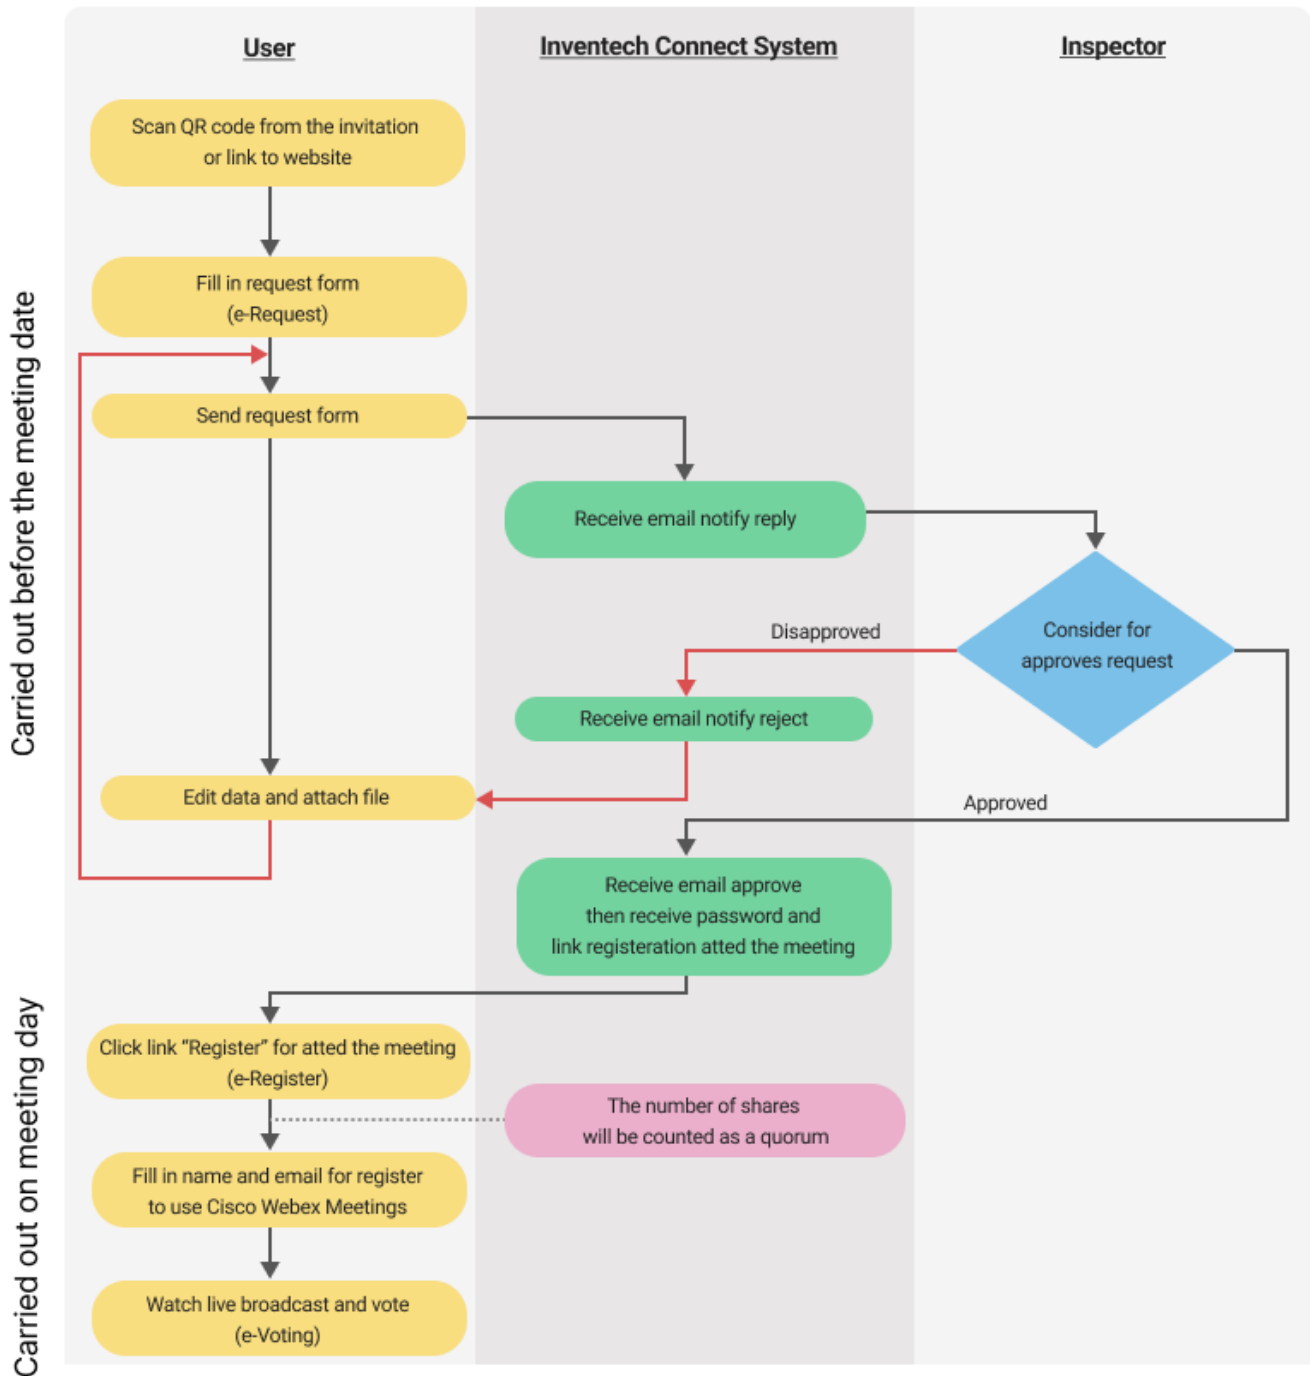 User
Inventech Connect System
Inspector
Carried out before the meeting date
Scan QR code from the invitation
or link to website
Fill in request form
(e-Request)
Send request form
Receive email notify reply
Consider for
approves request
Disapproved
Receive email notify reject
Edit data and attach file
Approved
Receive email approve
then receive password and
link registeration atted the meeting
Carried out on meeting day
Click link “Register” for atted the meeting
(e-Register)
The number of shares
will be counted as a quorum
Fill in name and email for register
to use Cisco Webex Meetings
Watch live broadcast and vote
(e-Voting)